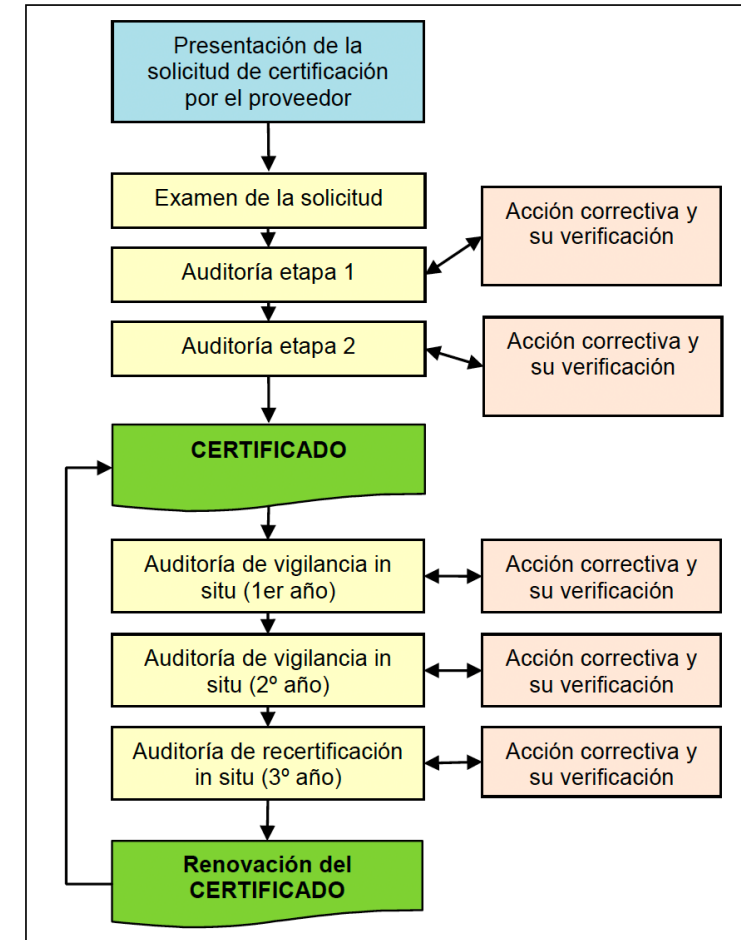 Presentación de la
solicitud de certificación
por el proveedor
Examen de la solicitud
Acción correctiva y
su verificación
Auditoría etapa 1
Auditoría etapa 2
Acción correctiva y
su verificación
CERTIFICADO
Auditoría de vigilancia in
situ (1er año)
Acción correctiva y
su verificación
Auditoría de vigilancia in
situ (2º año)
Acción correctiva y
su verificación
Auditoría de recertificación
in situ (3º año)
Acción correctiva y
su verificación
Renovación del
CERTIFICADO